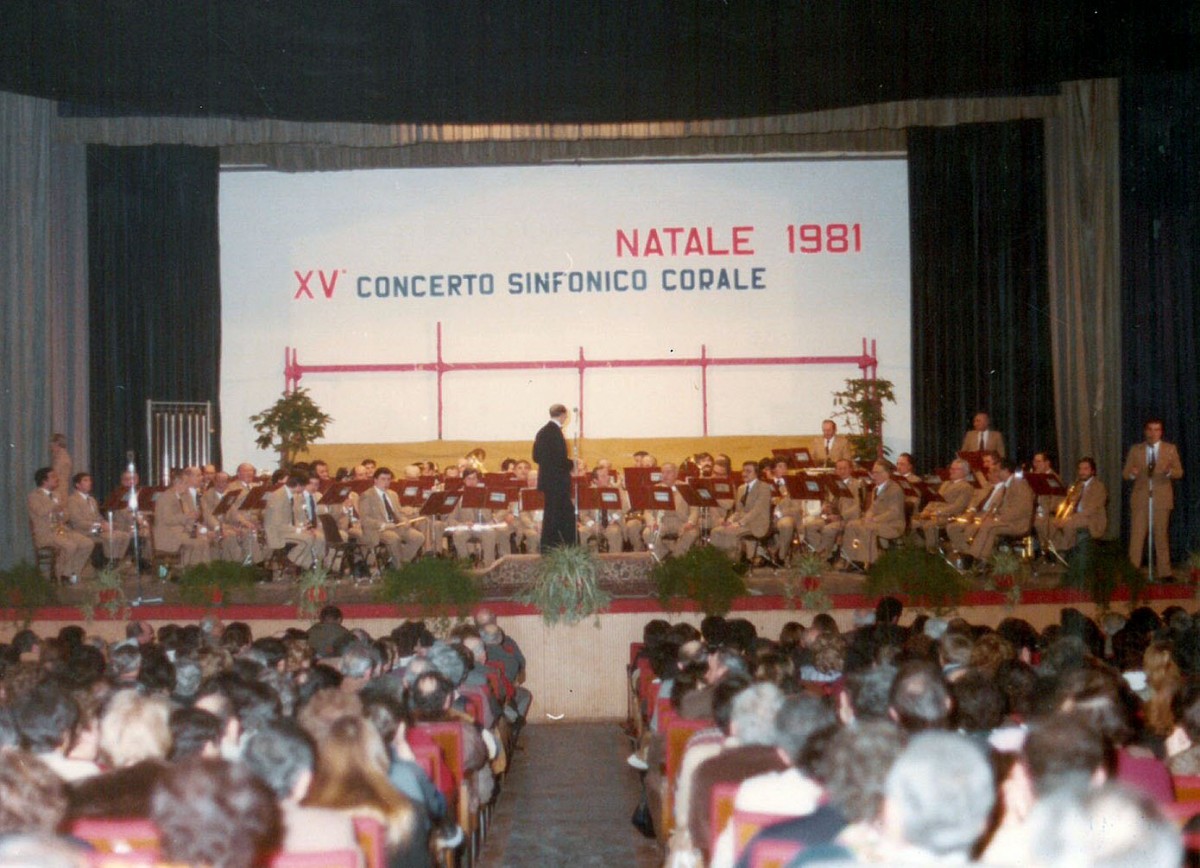 NATALE 1981
XV° CONCERTO SINFONICO CORALE